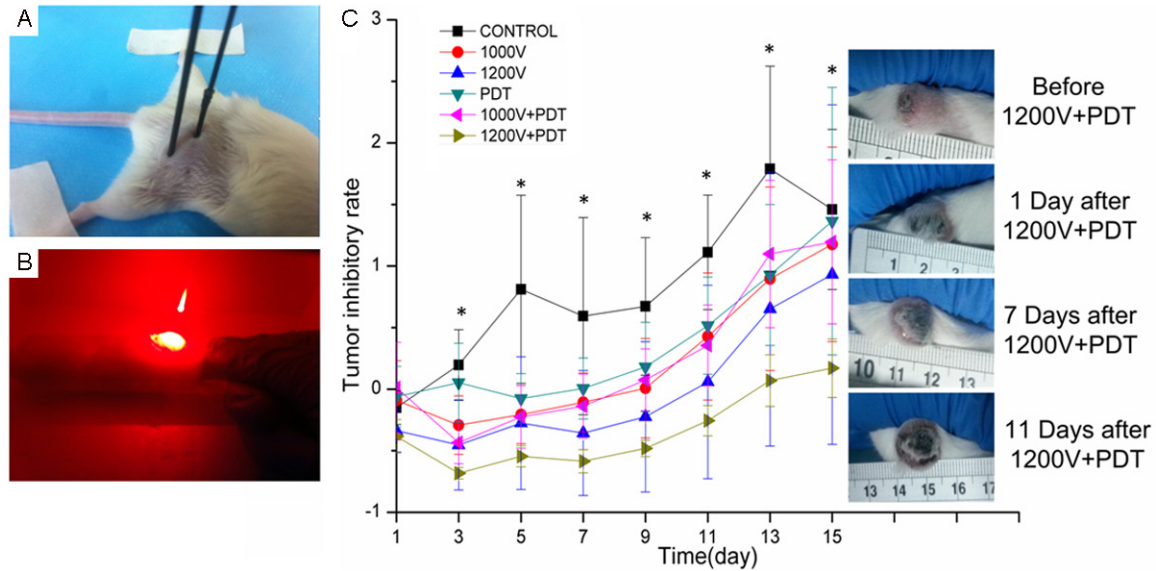 A
B
C
Tumor inhibitory rate
3
2
1
0
-1
CONTROL
1000V
1200V
PDT
1000V+PDT
1200V+PDT
*
*
*
*
*
*
*
1
3
5
7
9
11
13
15
Time(day)
Before
1200V+PDT
1 Day after
1200V+PDT
1 2 3
7 Days after
1200V+PDT
10 11 12 13
11 Days after
1200V+PDT
13 14 15 16 17